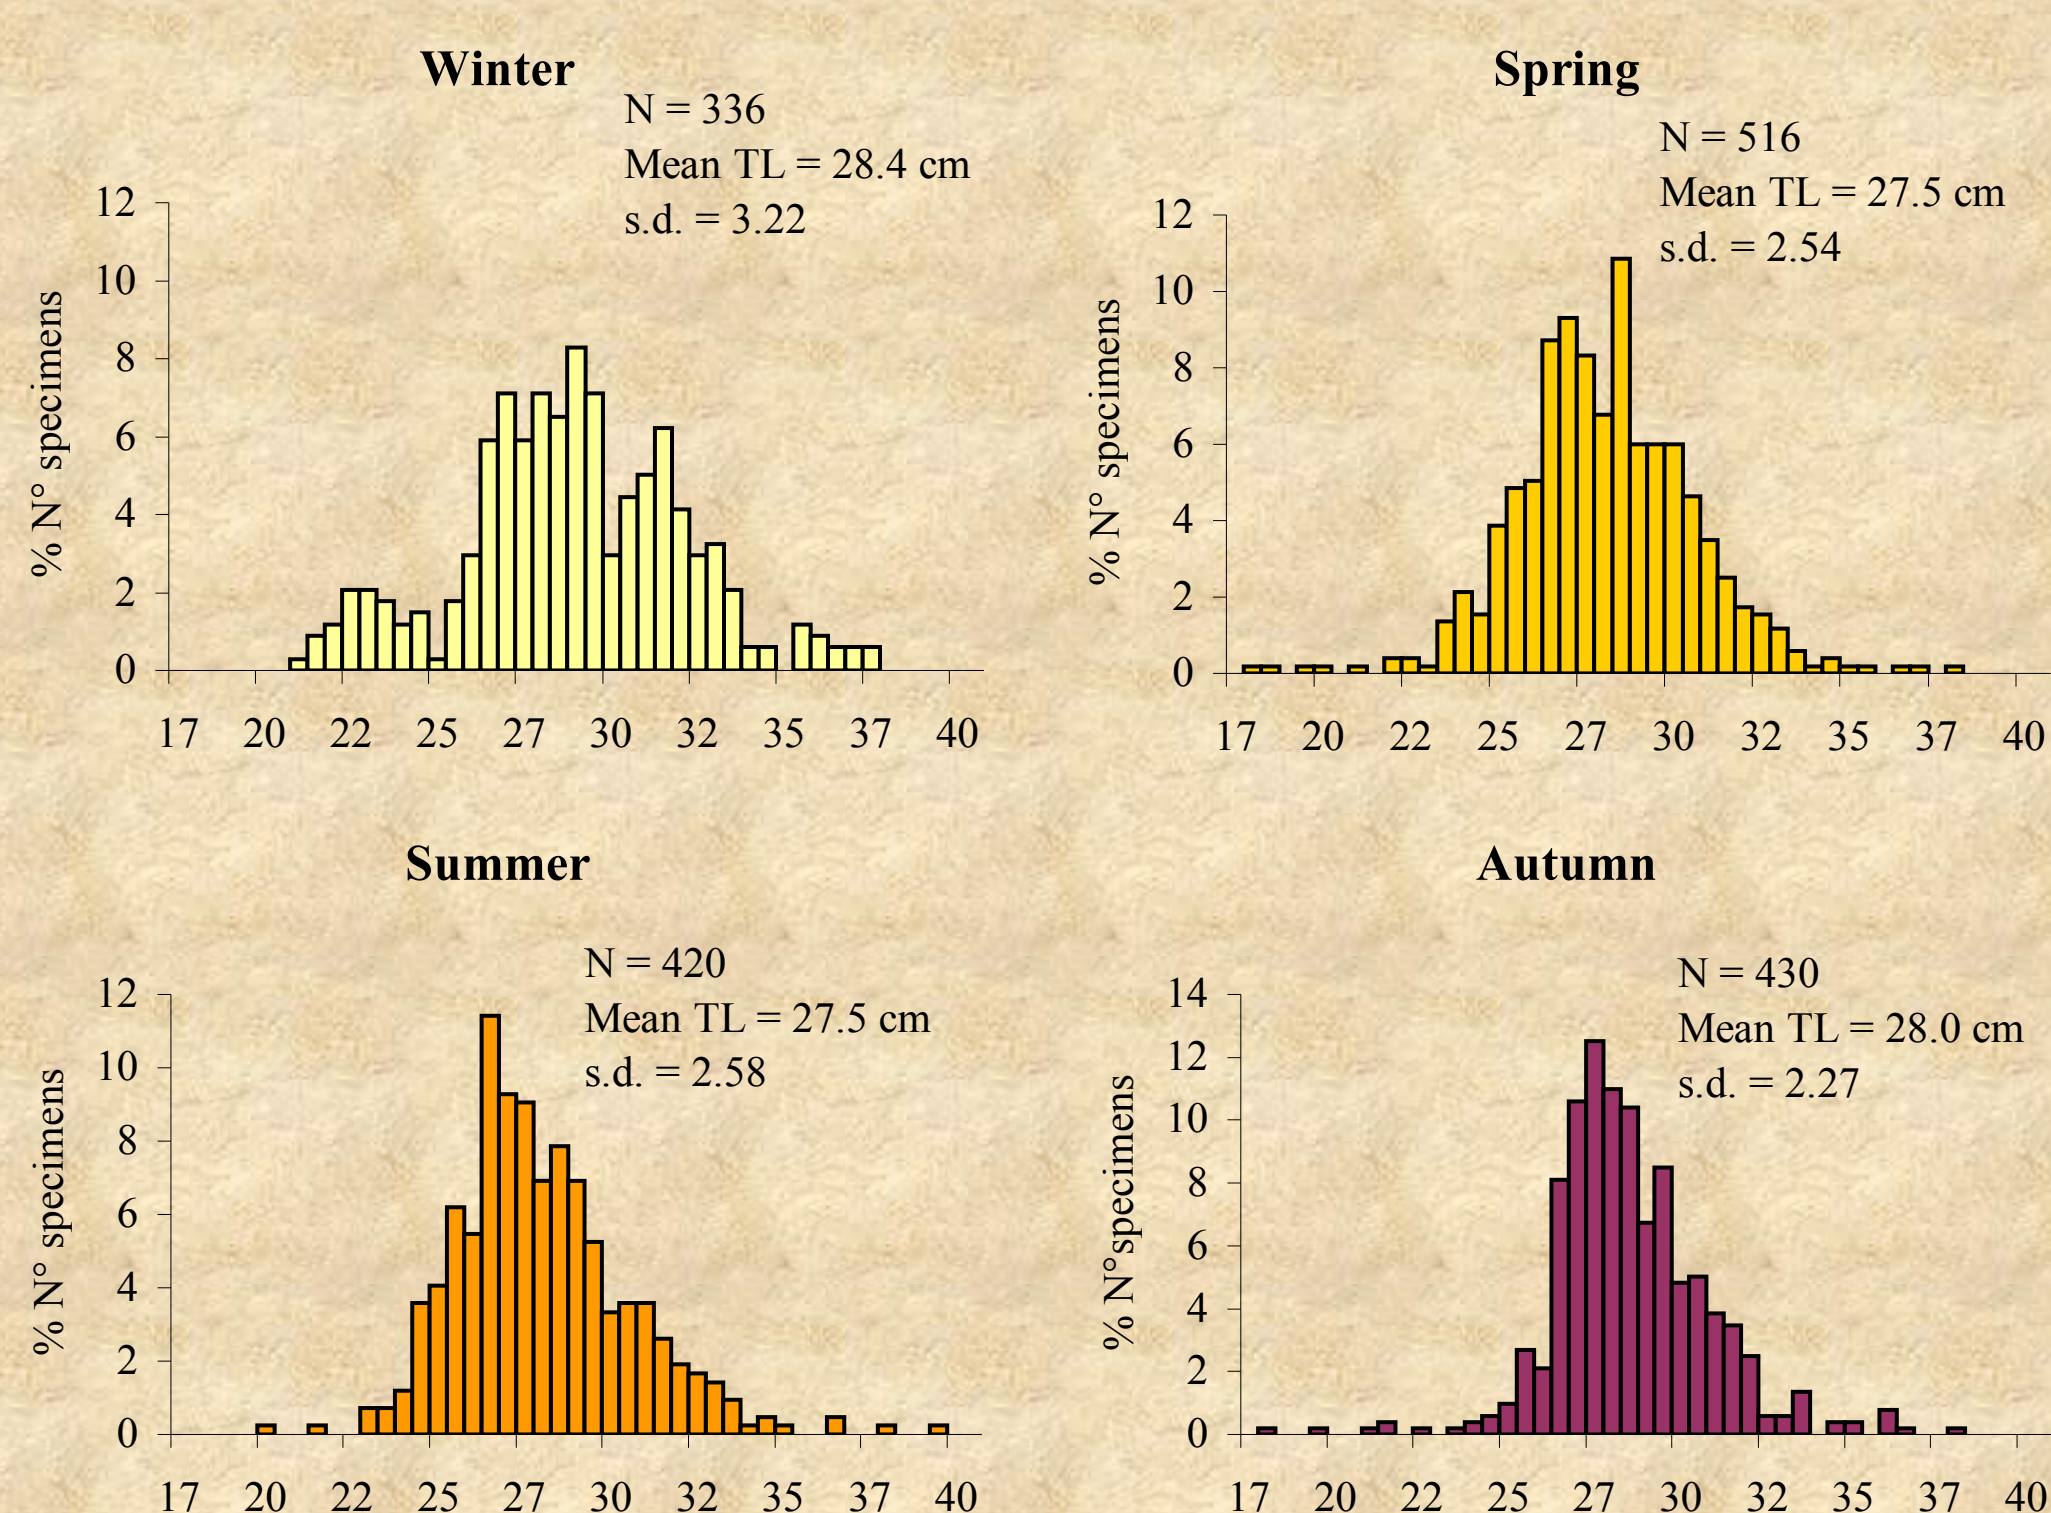 Winter
N = 336
Mean TL = 28.4 cm
s.d. = 3.22
% N° specimens
12
10
8
6
4
2
0
17 20 22 25 27 30 32 35 37 40
Spring
N = 516
Mean TL = 27.5 cm
s.d. = 2.54
% N° specimens
12
10
8
6
4
2
0
17 20 22 25 27 30 32 35 37 40
Summer
N = 420
Mean TL = 27.5 cm
s.d. = 2.58
% N° specimens
12
10
8
6
4
2
0
17 20 22 25 27 30 32 35 37 40
Autumn
N = 430
Mean TL = 28.0 cm
s.d. = 2.27
% N°specimens
14
12
10
8
6
4
2
0
17 20 22 25 27 30 32 35 37 40